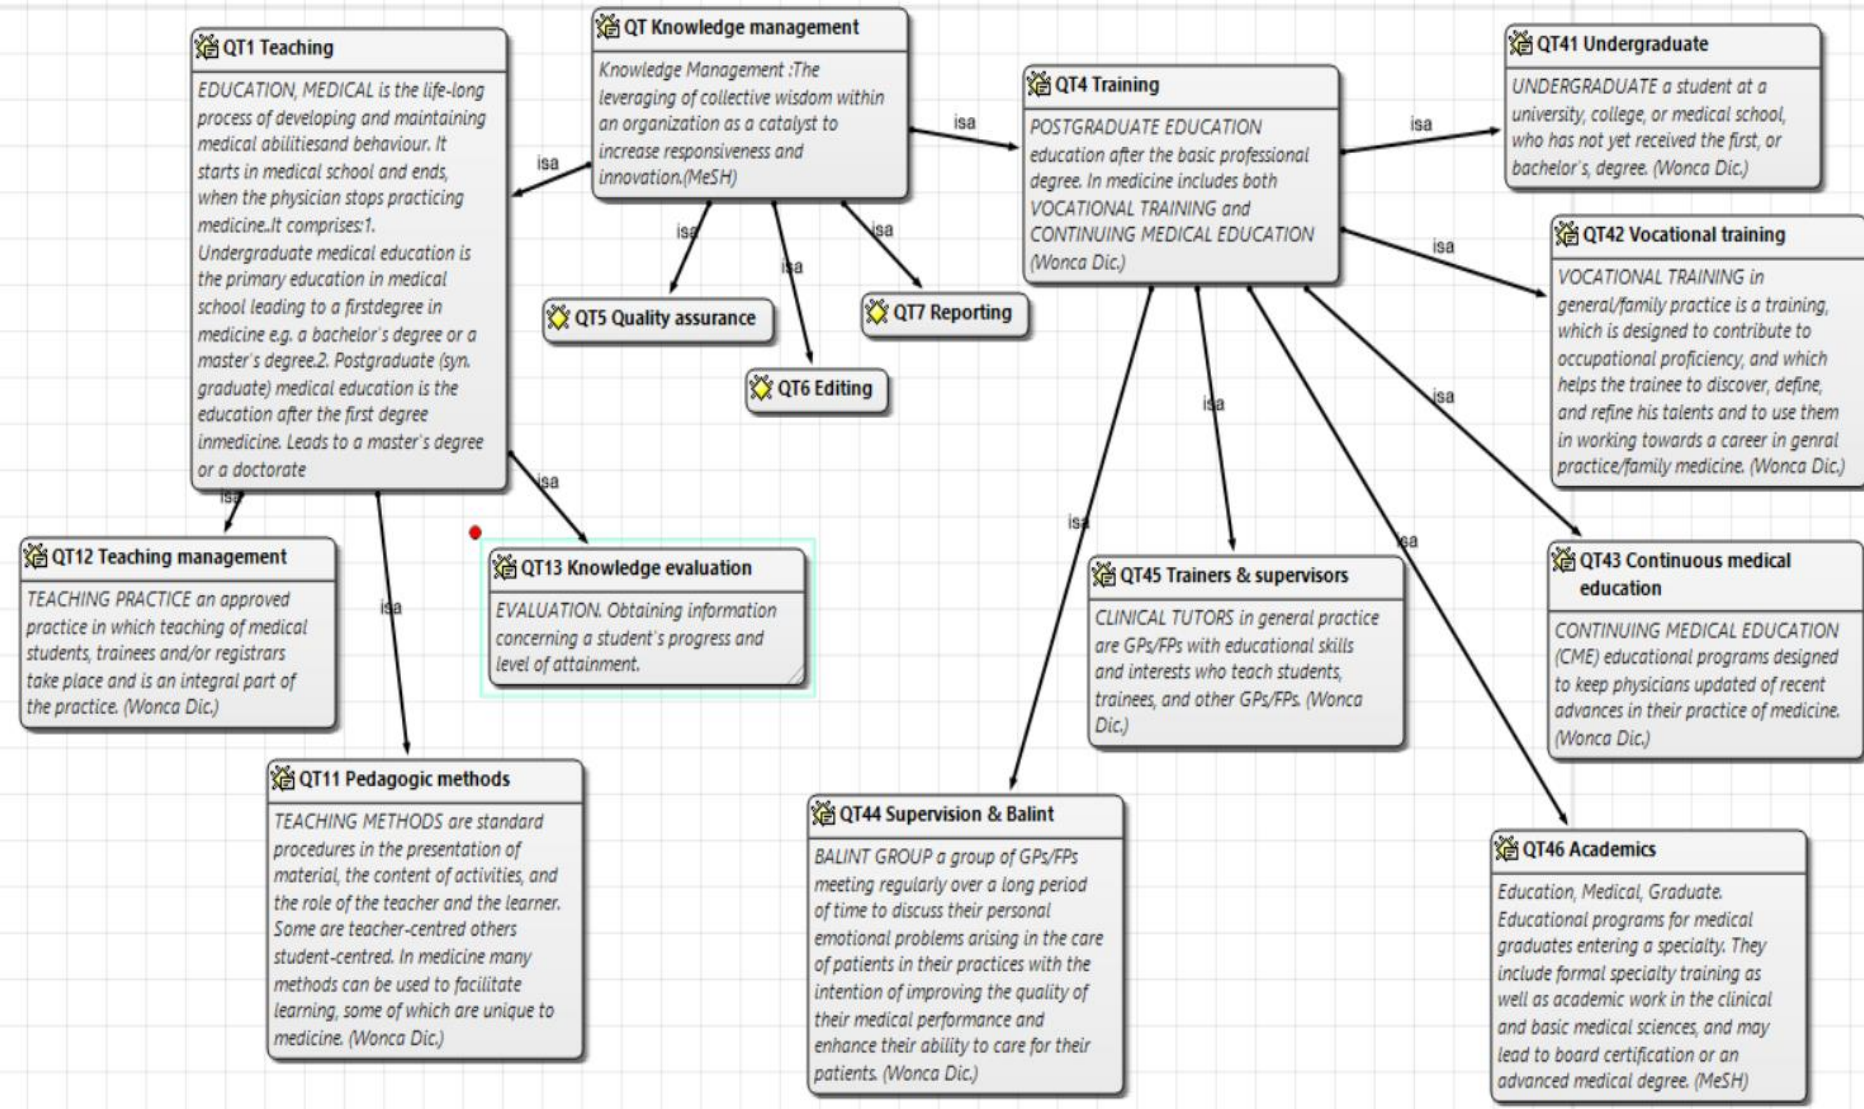 QT1 Teaching
EDUCATION, MEDICAL is the life-long
process of developing and maintaining
medical abilitiesand behaviour. It
starts in medical school and ends,
when the physician stops practicing
medicine..It comprises:1.
Undergraduate medical education is
the primary education in medical
school leading to a firstdegree in
medicine e.g. a bachelor's degree or a
master's degree.2. Postgraduate (syn.
graduate) medical education is the
education after the first degree
inmedicine. Leads to a master's degree
or a doctorate
isa
QT Knowledge management
Knowledge Management :The
leveraging of collective wisdom within
an organization as a catalyst to
increase responsiveness and
innovation.(MeSH)
isa
isa
isa
isa
QT5 Quality assurance
QT6 Editing
QT7 Reporting
QT4 Training
POSTGRADUATE EDUCATION
education after the basic professional
degree. In medicine includes both
VOCATIONAL TRAINING and
CONTINUING MEDICAL EDUCATION
(Wonca Dic.)
isa
isa
QT41 Undergraduate
UNDERGRADUATE a student at a
university, college, or medical school,
who has not yet received the first, or
bachelor's, degree. (Wonca Dic.)
QT42 Vocational training
VOCATIONAL TRAINING in
general/family practice is a training,
which is designed to contribute to
occupational proficiency, and which
helps the trainee to discover, define,
and refine his talents and to use them
in working towards a career in genral
practice/family medicine. (Wonca Dic.)
isa
isa
isa
isa
isa
isa
isa
QT12 Teaching management
TEACHING PRACTICE an approved
practice in which teaching of medical
students, trainees and/or registrars
take place and is an integral part of
the practice. (Wonca Dic.)
QT13 Knowledge evaluation
EVALUATION. Obtaining information
concerning a student's progress and
level of attainment.
QT45 Trainers & supervisors
CLINICAL TUTORS in general practice
are GPs/FPs with educational skills
and interests who teach students,
trainees, and other GPs/FPs. (Wonca
Dic.)
QT43 Continuous medical
education
CONTINUING MEDICAL EDUCATION
(CME) educational programs designed
to keep physicians updated of recent
advances in their practice of medicine.
(Wonca Dic.)
QT11 Pedagogic methods
TEACHING METHODS are standard
procedures in the presentation of
material, the content of activities, and
the role of the teacher and the learner.
Some are teacher-centred others
student-centred. In medicine many
methods can be used to facilitate
learning, some of which are unique to
medicine. (Wonca Dic.)
QT44 Supervision & Balint
BALINT GROUP a group of GPs/FPs
meeting regularly over a long period
of time to discuss their personal
emotional problems arising in the care
of patients in their practices with the
intention of improving the quality of
their medical performance and
enhance their ability to care for their
patients. (Wonca Dic.)
QT46 Academics
Education, Medical, Graduate.
Educational programs for medical
graduates entering a specialty. They
include formal specialty training as
well as academic work in the clinical
and basic medical sciences, and may
lead to board certification or an
advanced medical degree. (MeSH)